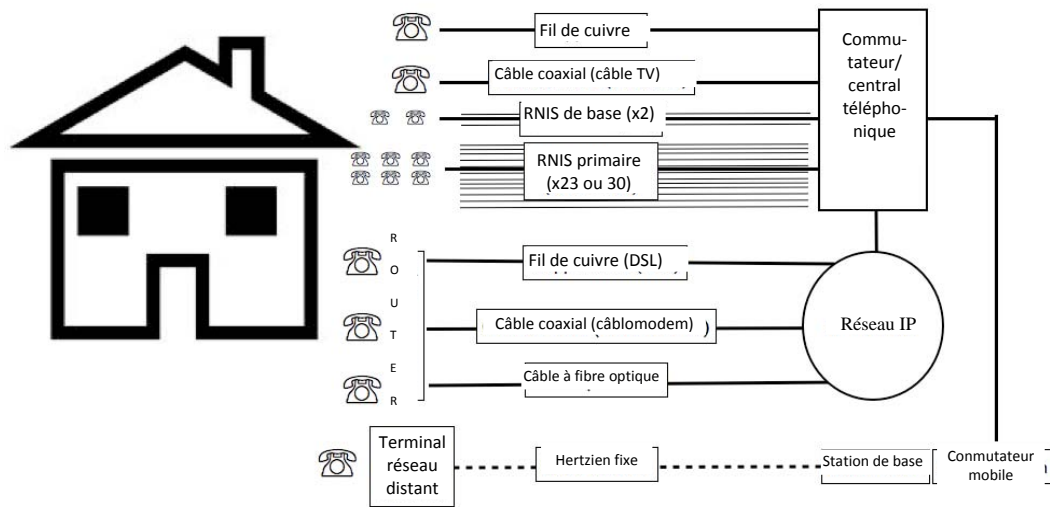 Fil de cuivre
Câble coaxial (câble TV)
RNIS de base (x2)
RNIS primaire
(x23 ou 30)
Commu-
tateur/
central
télépho-
nique
R
O
U
T
E
R
Fil de cuivre (DSL)
Câble coaxial (câblomodem)
Câble à fibre optique
Réseau IP
Terminal
réseau
distant
Hertzien fixe
Station de base
Conmutateur
mobile